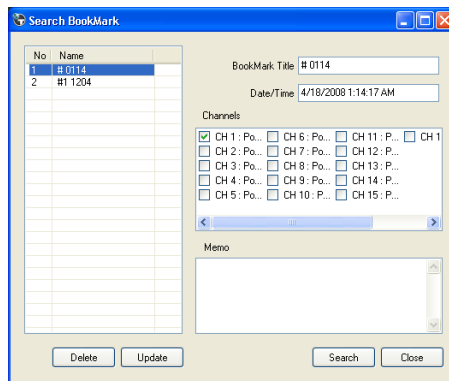 Search BookMark
No Name
1 # 0114
2 #1 1204
BookMark Title # 0114
Date/Time 4/18/2008 1:14:17 AM
Channels
CH 1 : Po... CH 6 : Po... CH 11 : P... CH 1
CH 2 : Po... CH 7 : Po... CH 12 : P...
CH 3 : Po... CH 8 : Po... CH 13 : P...
CH 4 : Po... CH 9 : Po... CH 14 : P...
CH 5 : Po... CH 10 : Po... CH 15 : P...
Memo
Delete Update Search Close